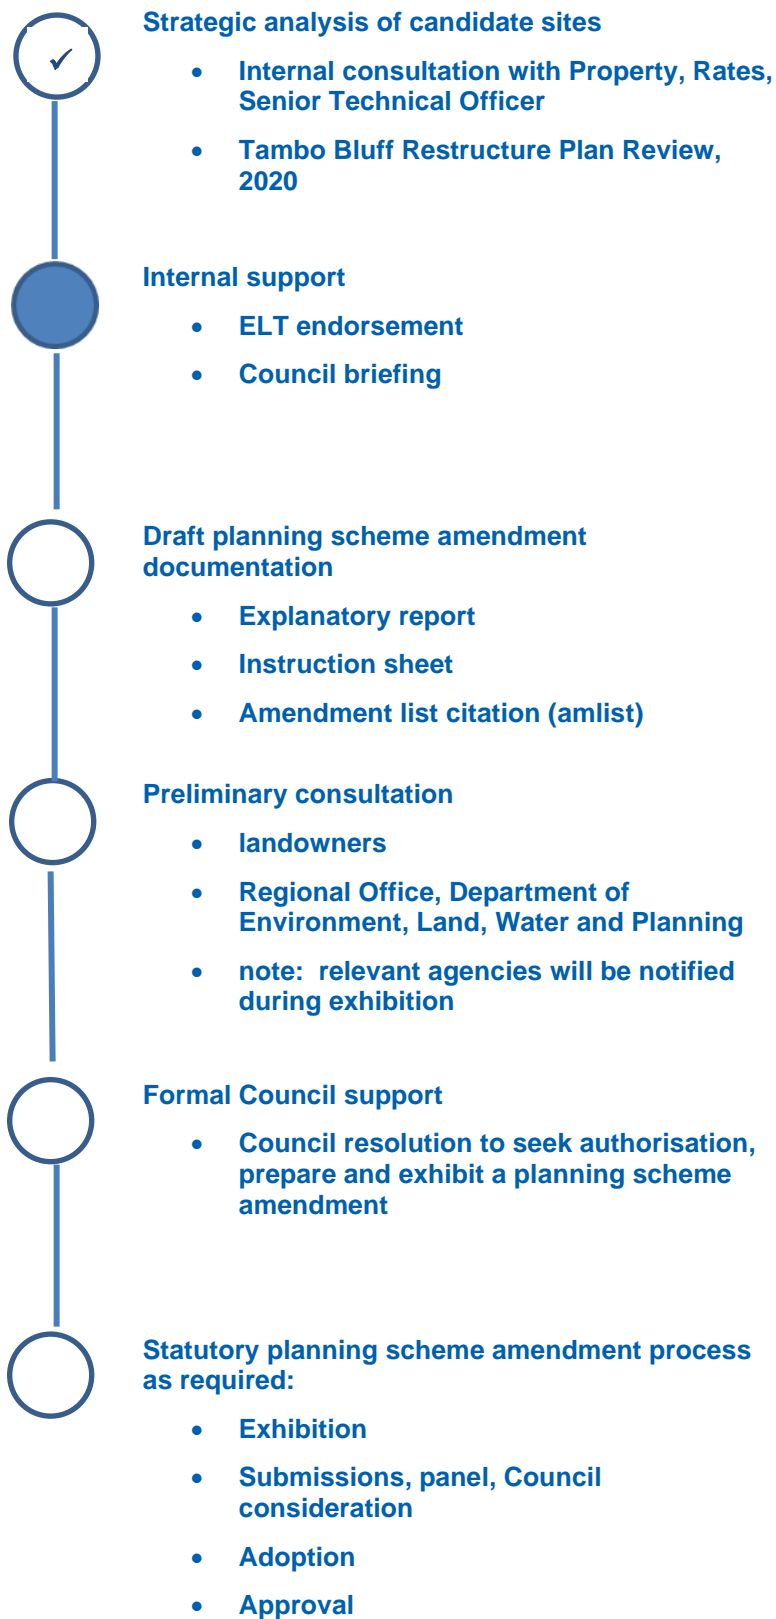 Strategic analysis of candidate sites
✓
• Internal consultation with Property, Rates,
Senior Technical Officer
• Tambo Bluff Restructure Plan Review,
2020
Internal support
• ELT endorsement
• Council briefing
Draft planning scheme amendment
documentation
• Explanatory report
• Instruction sheet
• Amendment list citation (amlist)
Preliminary consultation
• landowners
• Regional Office, Department of
Environment, Land, Water and Planning
• note:  relevant agencies will be notified
during exhibition
Formal Council support
• Council resolution to seek authorisation,
prepare and exhibit a planning scheme
amendment
Statutory planning scheme amendment process
as required:
• Exhibition
• Submissions, panel, Council
consideration
• Adoption
• Approval